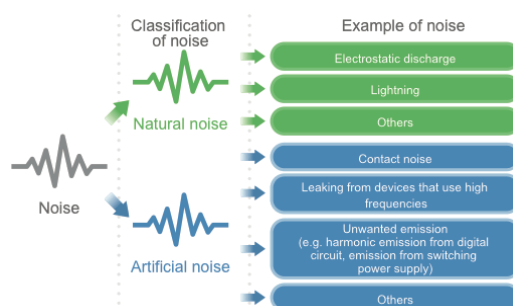 Classification
of noise
Example of noise
Electrostatic discharge
Lightning
Natural noise
Others
Contact noise
Noise
Leaking from devices that use high
frequencies
Unwanted emission
(e.g. harmonic emission from digital
circuit, emission from switching
power supply)
Artificial noise
Others